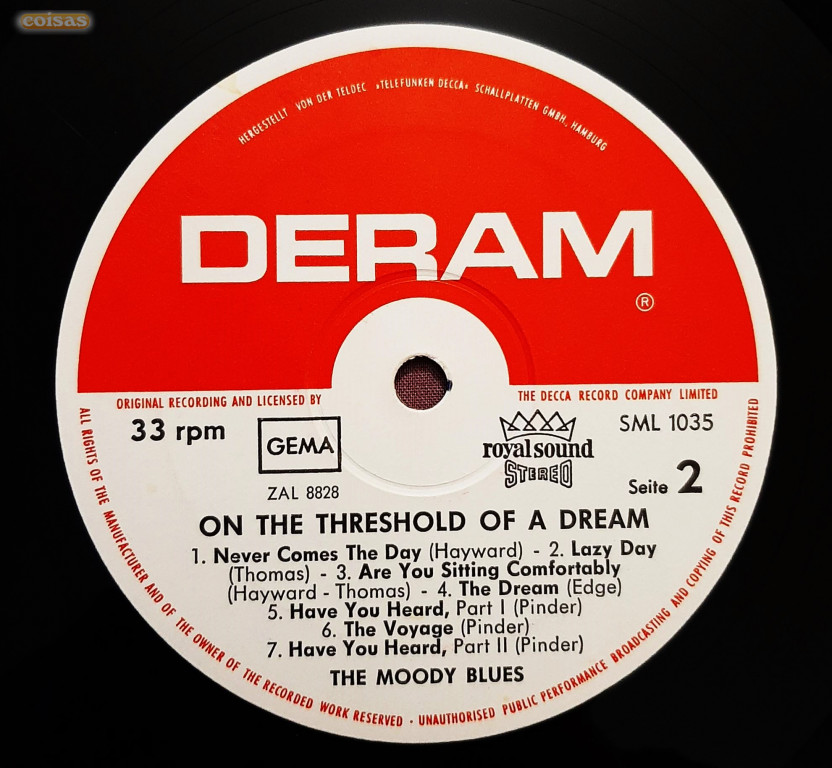 coisas
HERGESTELLT VON DER TELDEC »TELEFUNKEN DECCA« SCHALLPLATTEN GMBH, HAMBURG
DERAM
®
ORIGINAL RECORDING AND LICENSED BY THE DECCA RECORD COMPANY LIMITED
33 rpm
GEMA
royalsound
STEREO
SML 1035
ZAL 8828
Seite 2
ON THE THRESHOLD OF A DREAM
1. Never Comes The Day (Hayward) - 2. Lazy Day
(Thomas) - 3. Are You Sitting Comfortably
(Hayward - Thomas) - 4. The Dream (Edge)
5. Have You Heard, Part I (Pinder)
6. The Voyage (Pinder)
7. Have You Heard, Part II (Pinder)
THE MOODY BLUES
ALL RIGHTS OF THE MANUFACTURER AND OF THE OWNER OF THE RECORDED WORK RESERVED · UNAUTHORISED PUBLIC PERFORMANCE BROADCASTING AND COPYING OF THIS RECORD PROHIBITED